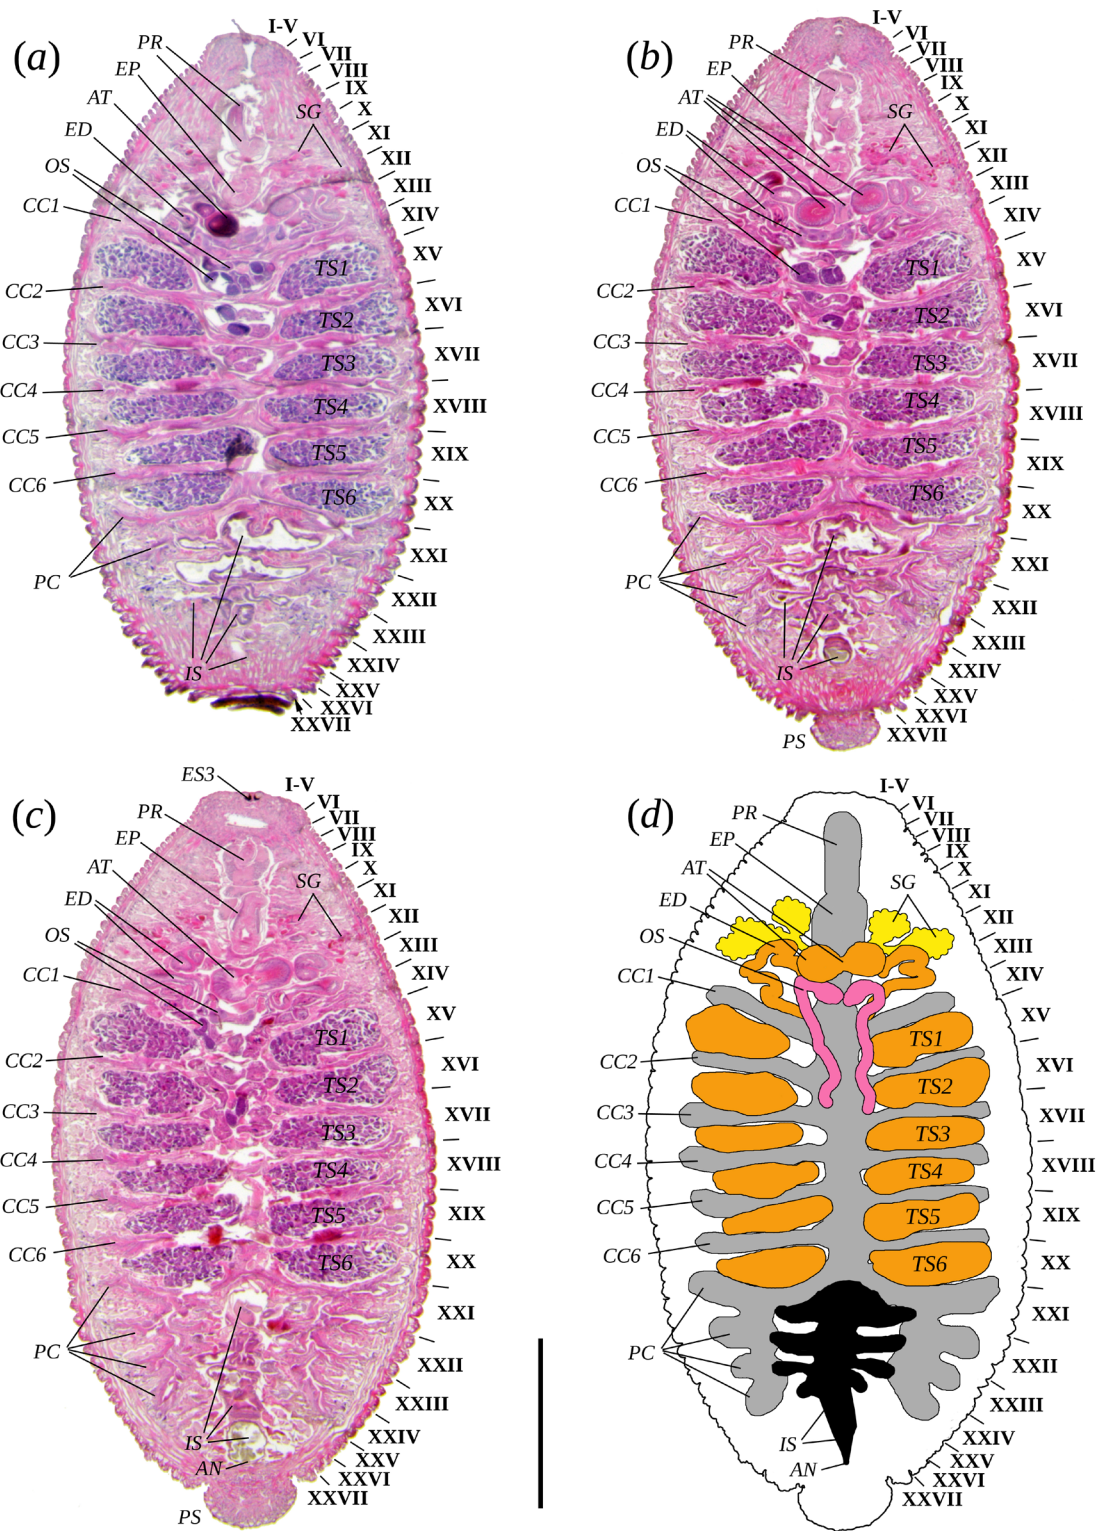 (a)
I-V
VI
VII
VIII
IX
X
XI
XII
XIII
XIV
XV
XVI
XVII
XVIII
XIX
XX
XXI
XXII
XXIII
XXIV
XXV
XXVI
XXVII
PR
EP
AT
ED
OS
CC1
CC2
CC3
CC4
CC5
CC6
PC
IS
SG
TS1
TS2
TS3
TS4
TS5
TS6
(b)
I-V
VI
VII
VIII
IX
X
XI
XII
XIII
XIV
XV
XVI
XVII
XVIII
XIX
XX
XXI
XXII
XXIII
XXIV
XXV
XXVI
XXVII
PR
EP
AT
ED
OS
CC1
CC2
CC3
CC4
CC5
CC6
PC
IS
PS
SG
TS1
TS2
TS3
TS4
TS5
TS6
(c)
ES3
I-V
VI
VII
VIII
IX
X
XI
XII
XIII
XIV
XV
XVI
XVII
XVIII
XIX
XX
XXI
XXII
XXIII
XXIV
XXV
XXVI
XXVII
PR
EP
AT
ED
OS
CC1
CC2
CC3
CC4
CC5
CC6
PC
IS
AN
PS
SG
TS1
TS2
TS3
TS4
TS5
TS6
(d)
I-V
VI
VII
VIII
IX
X
XI
XII
XIII
XIV
XV
XVI
XVII
XVIII
XIX
XX
XXI
XXII
XXIII
XXIV
XXV
XXVI
XXVII
PR
EP
AT
ED
OS
CC1
CC2
CC3
CC4
CC5
CC6
PC
IS
AN
SG
TS1
TS2
TS3
TS4
TS5
TS6